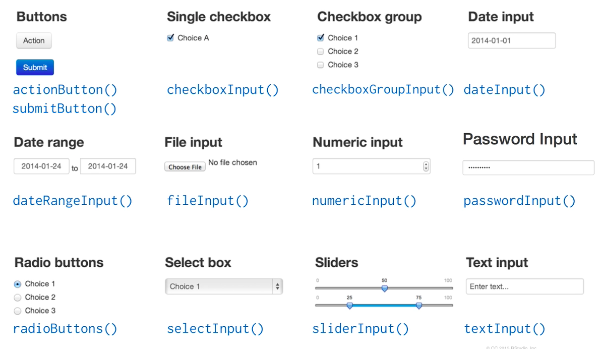 Buttons
Action
Submit
actionButton()
submitButton()
Single checkbox
Choice A
checkboxInput()
Checkbox group
Choice 1
Choice 2
Choice 3
checkboxGroupInput()
Date input
2014-01-01
dateInput()
Date range
2014-01-24 to 2014-01-24
dateRangeInput()
File input
Choose File No file chosen
fileInput()
Numeric input
1
numericInput()
Password Input
··········
passwordInput()
Radio buttons
Choice 1
Choice 2
Choice 3
radioButtons()
Select box
Choice 1
selectInput()
Sliders
0 50 100
0 25 75 100
sliderInput()
Text input
Enter text...
textInput()